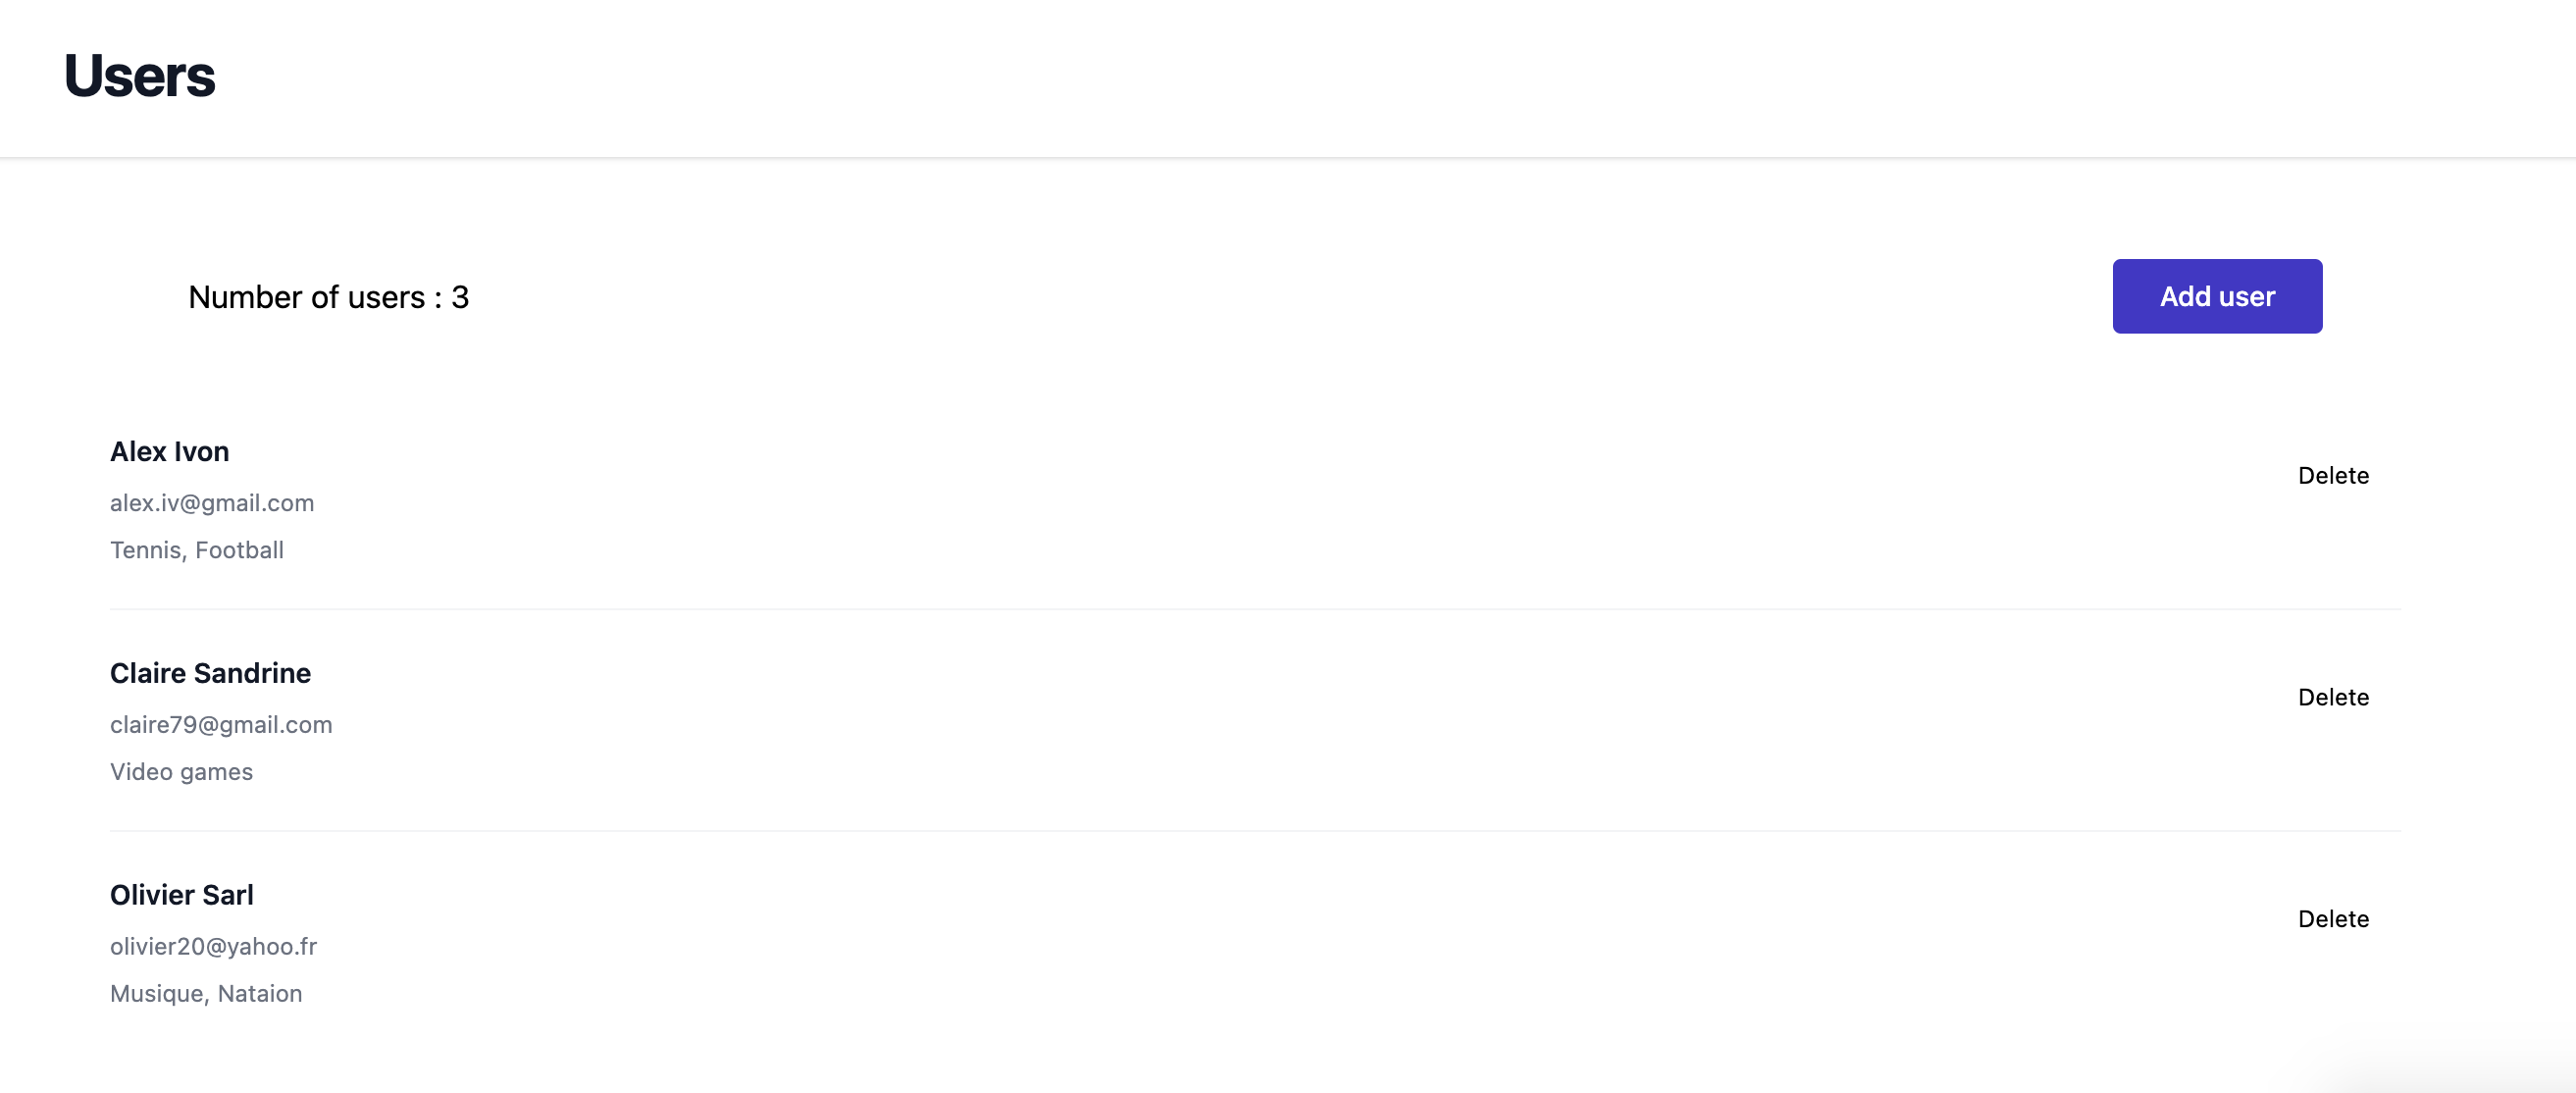 Users
Number of users : 3
Add user
Alex Ivon
alex.iv@gmail.com
Tennis, Football
Delete
Claire Sandrine
claire79@gmail.com
Video games
Delete
Olivier Sarl
olivier20@yahoo.fr
Musique, Nataion
Delete